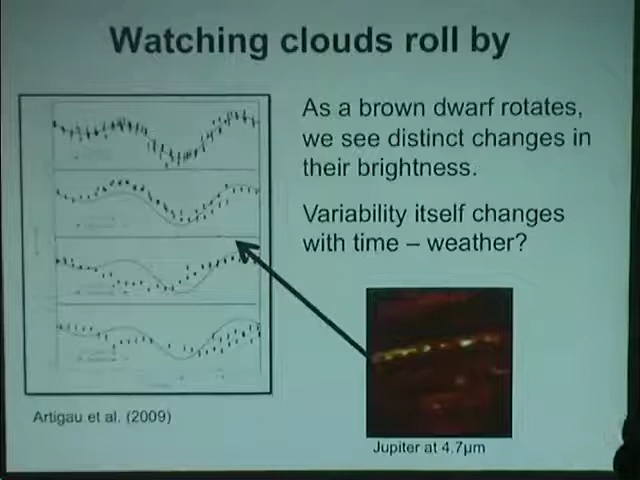 Watching clouds roll by
As a brown dwarf rotates,
we see distinct changes in
their brightness.
Variability itself changes
with time – weather?
Artigau et al. (2009)
Jupiter at 4.7μm